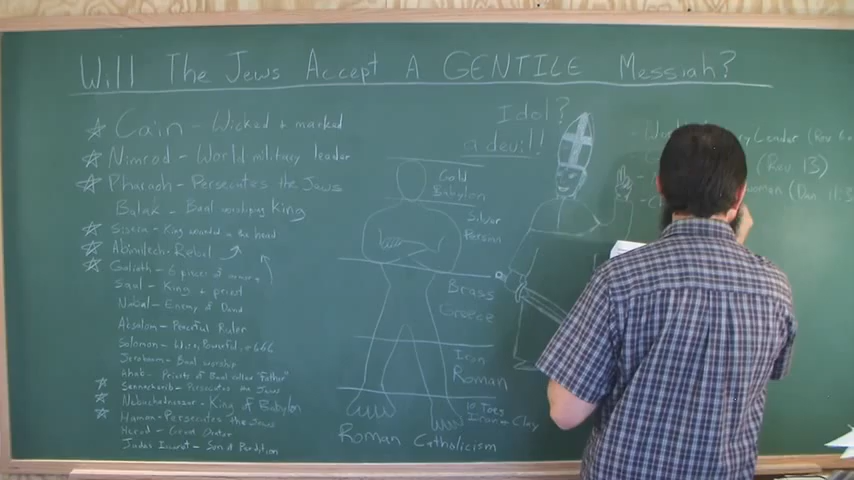 Will The Jews Accept A GENTILE Messiah?
Cain - Wicked + marked
Nimrod - World military leader
Pharaoh - Persecutes the Jews
Balak - Baal worshiping King
Sisera - King wounded in the head
Abimilech - Rebel
Goliath - 6 pieces of armor
Saul - King + priest
Nabal - Enemy of David
Absalom - Peaceful Ruler
Solomon - Wise, Powerful, 666
Jeroboam - Baal worship
Ahab - Priests of Baal called "Father"
Sennacherib - Persecutes the Jews
Nebuchadnezzar - King of Babylon
Haman - Persecutes the Jews
Herod - Great Orator
Judas Iscariot - Son of Perdition
Gold
Babylon
Silver
Persian
Brass
Greece
Iron
Roman
10 Toes
Iron + Clay
Roman Catholicism
Idol?
a devil!
Leader (Rev
(Rev 13)
(Dan 11:3